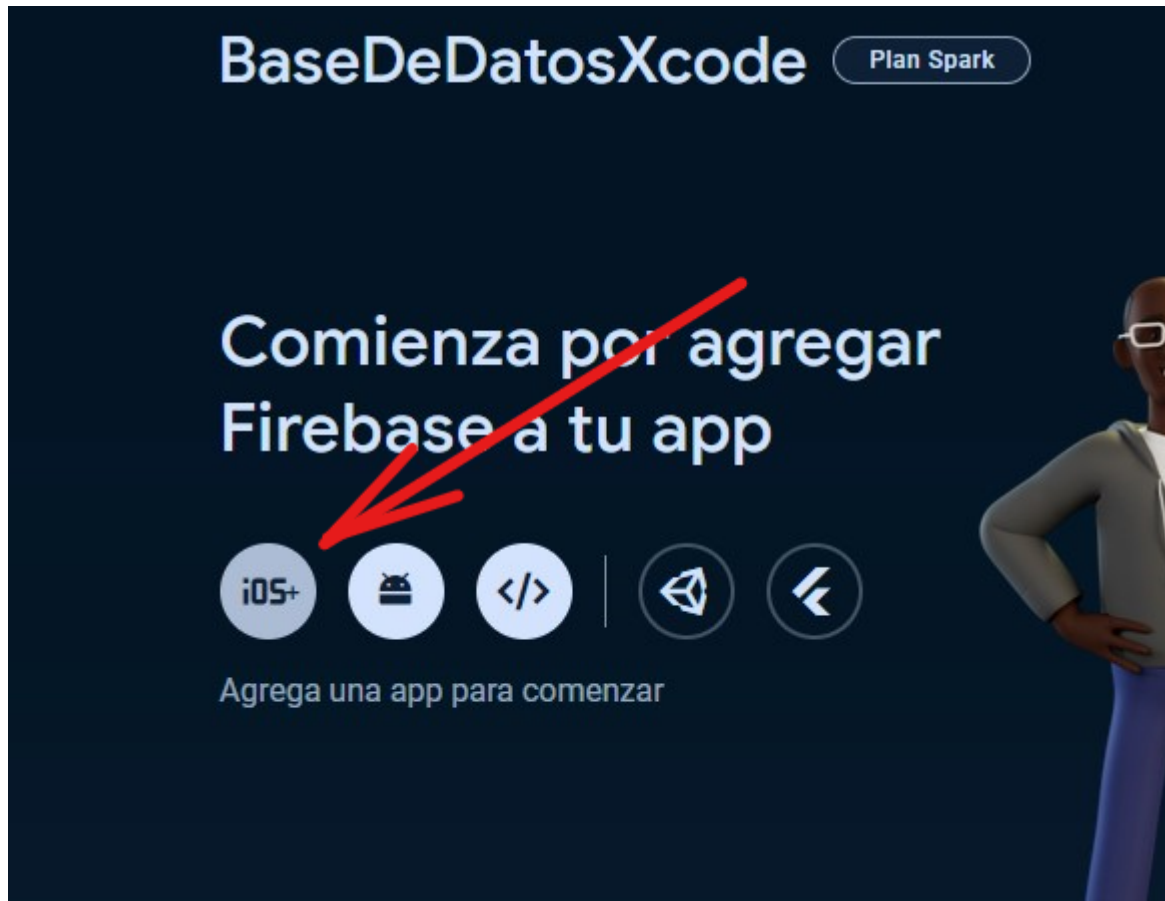 BaseDeDatosXcode Plan Spark
Comienza por agregar
Firebase a tu app
iOS+ </>
Agrega una app para comenzar